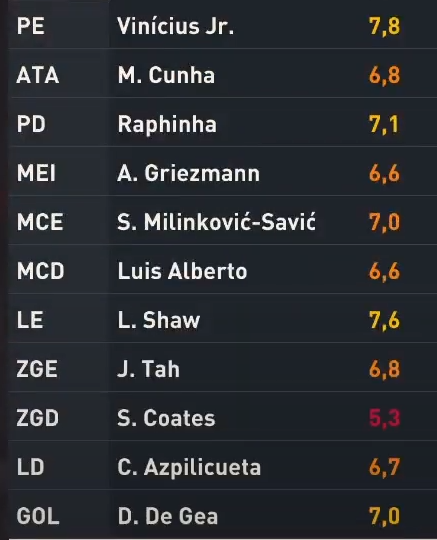 PE Vinícius Jr. 7,8
ATA M. Cunha 6,8
PD Raphinha 7,1
MEI A. Griezmann 6,6
MCE S. Milinković-Savić 7,0
MCD Luis Alberto 6,6
LE L. Shaw 7,6
ZGE J. Tah 6,8
ZGD S. Coates 5,3
LD C. Azpilicueta 6,7
GOL D. De Gea 7,0